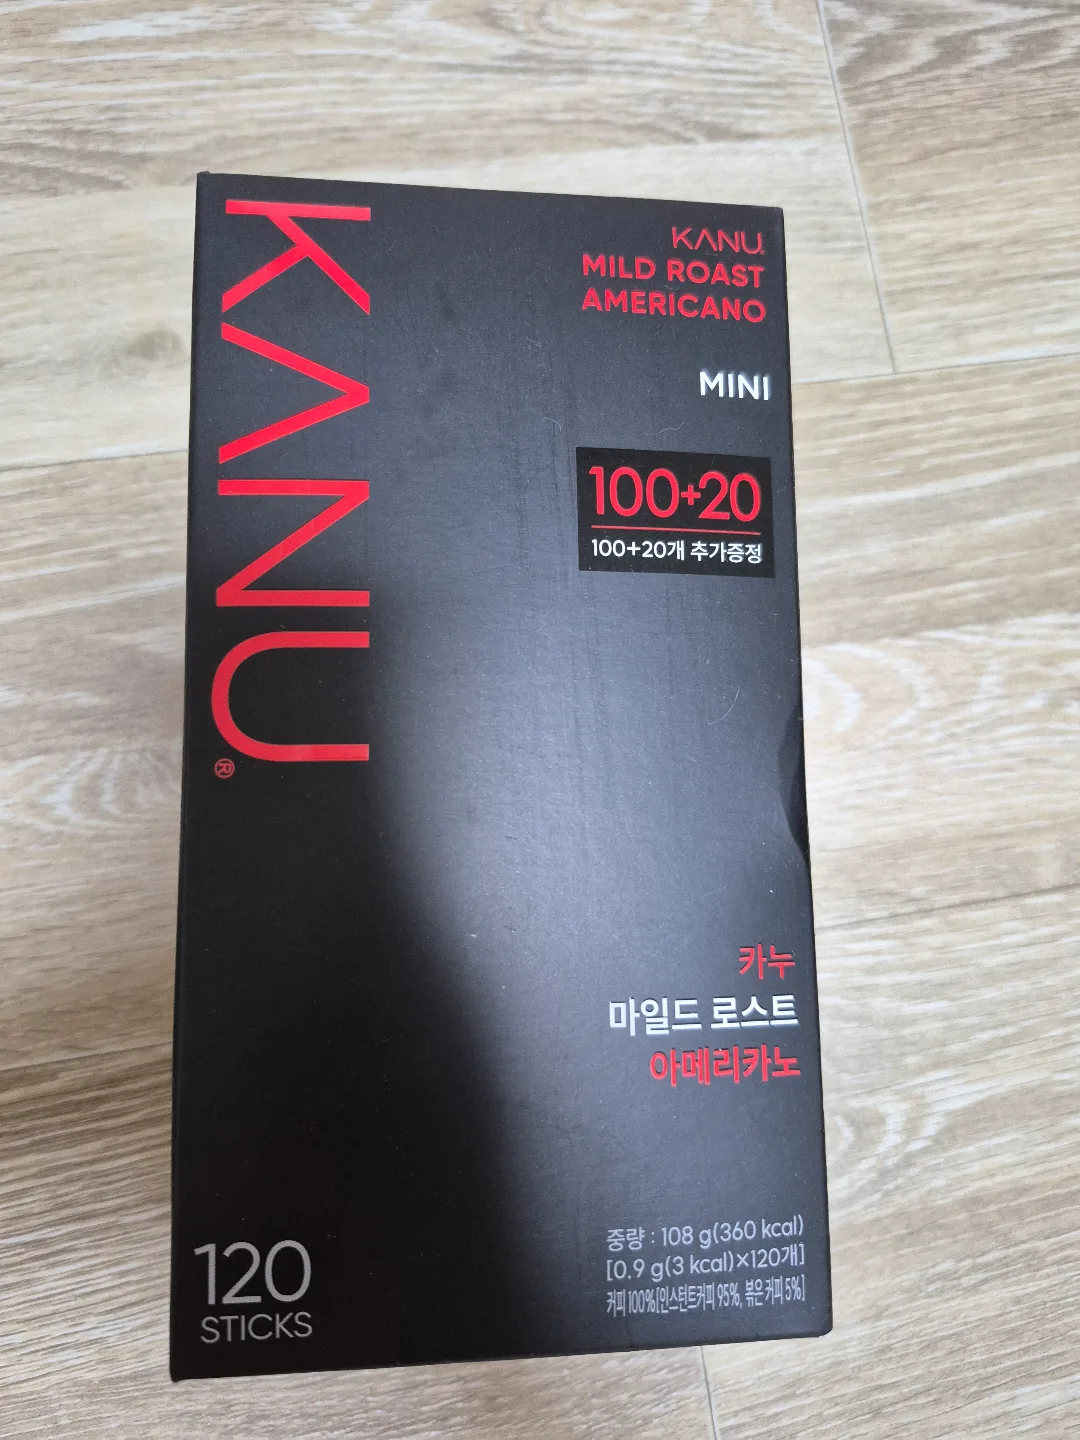 KANU®
KANU
MILD ROAST
AMERICANO
MINI
100+20
100+20개 추가증정
카누
마일드 로스트
아메리카노
120
STICKS
중량 : 108 g(360 kcal)
[0.9 g(3 kcal)×120개]
커피 100%[인스턴트커피 95%, 볶은 커피 5%]